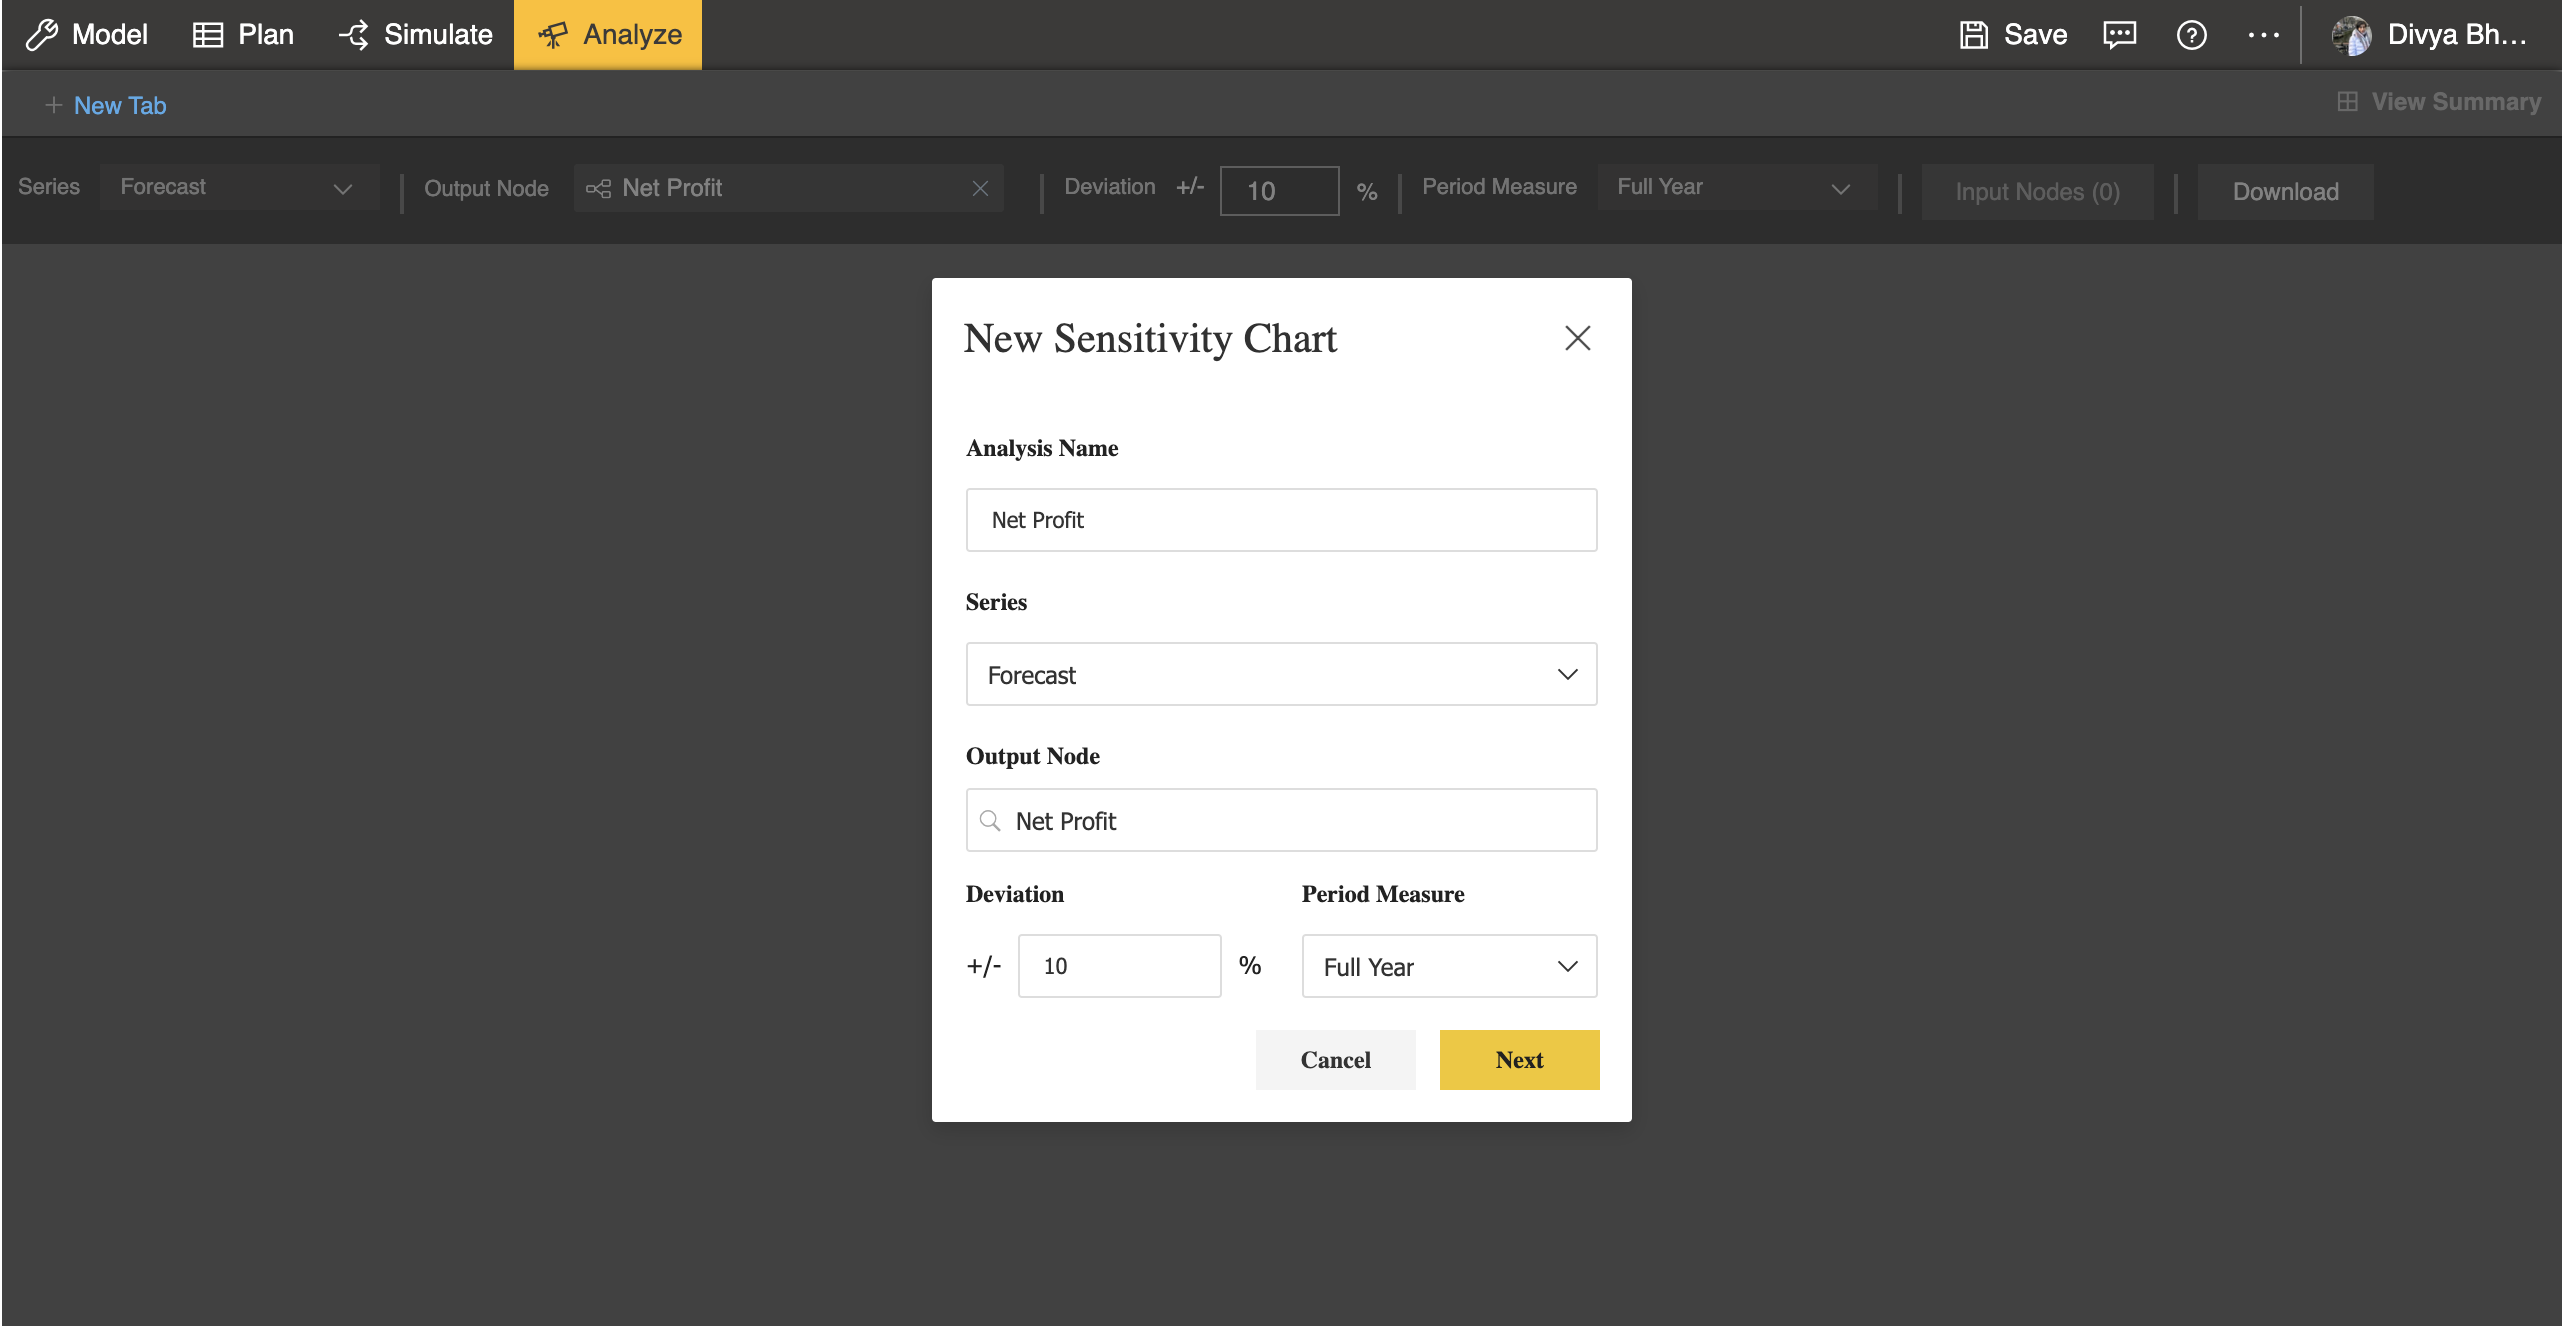 Model Plan Simulate Analyze Save Divya Bh...
+ New Tab View Summary
Series Forecast Output Node Net Profit Deviation +/- 10 % Period Measure Full Year Input Nodes (0) Download
New Sensitivity Chart
Analysis Name
Net Profit
Series
Forecast
Output Node
Net Profit
Deviation Period Measure
+/- 10 % Full Year
Cancel Next